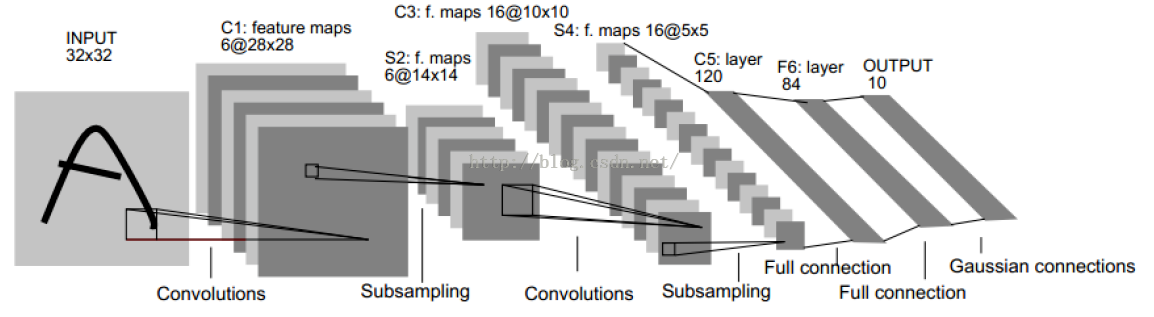 INPUT
32x32
C1: feature maps
6@28x28
S2: f. maps
6@14x14
C3: f. maps 16@10x10
S4: f. maps 16@5x5
C5: layer
120
F6: layer
84
OUTPUT
10
http://blog.csdn.net/
Convolutions
Subsampling
Convolutions
Subsampling
Full connection
Full connection
Gaussian connections